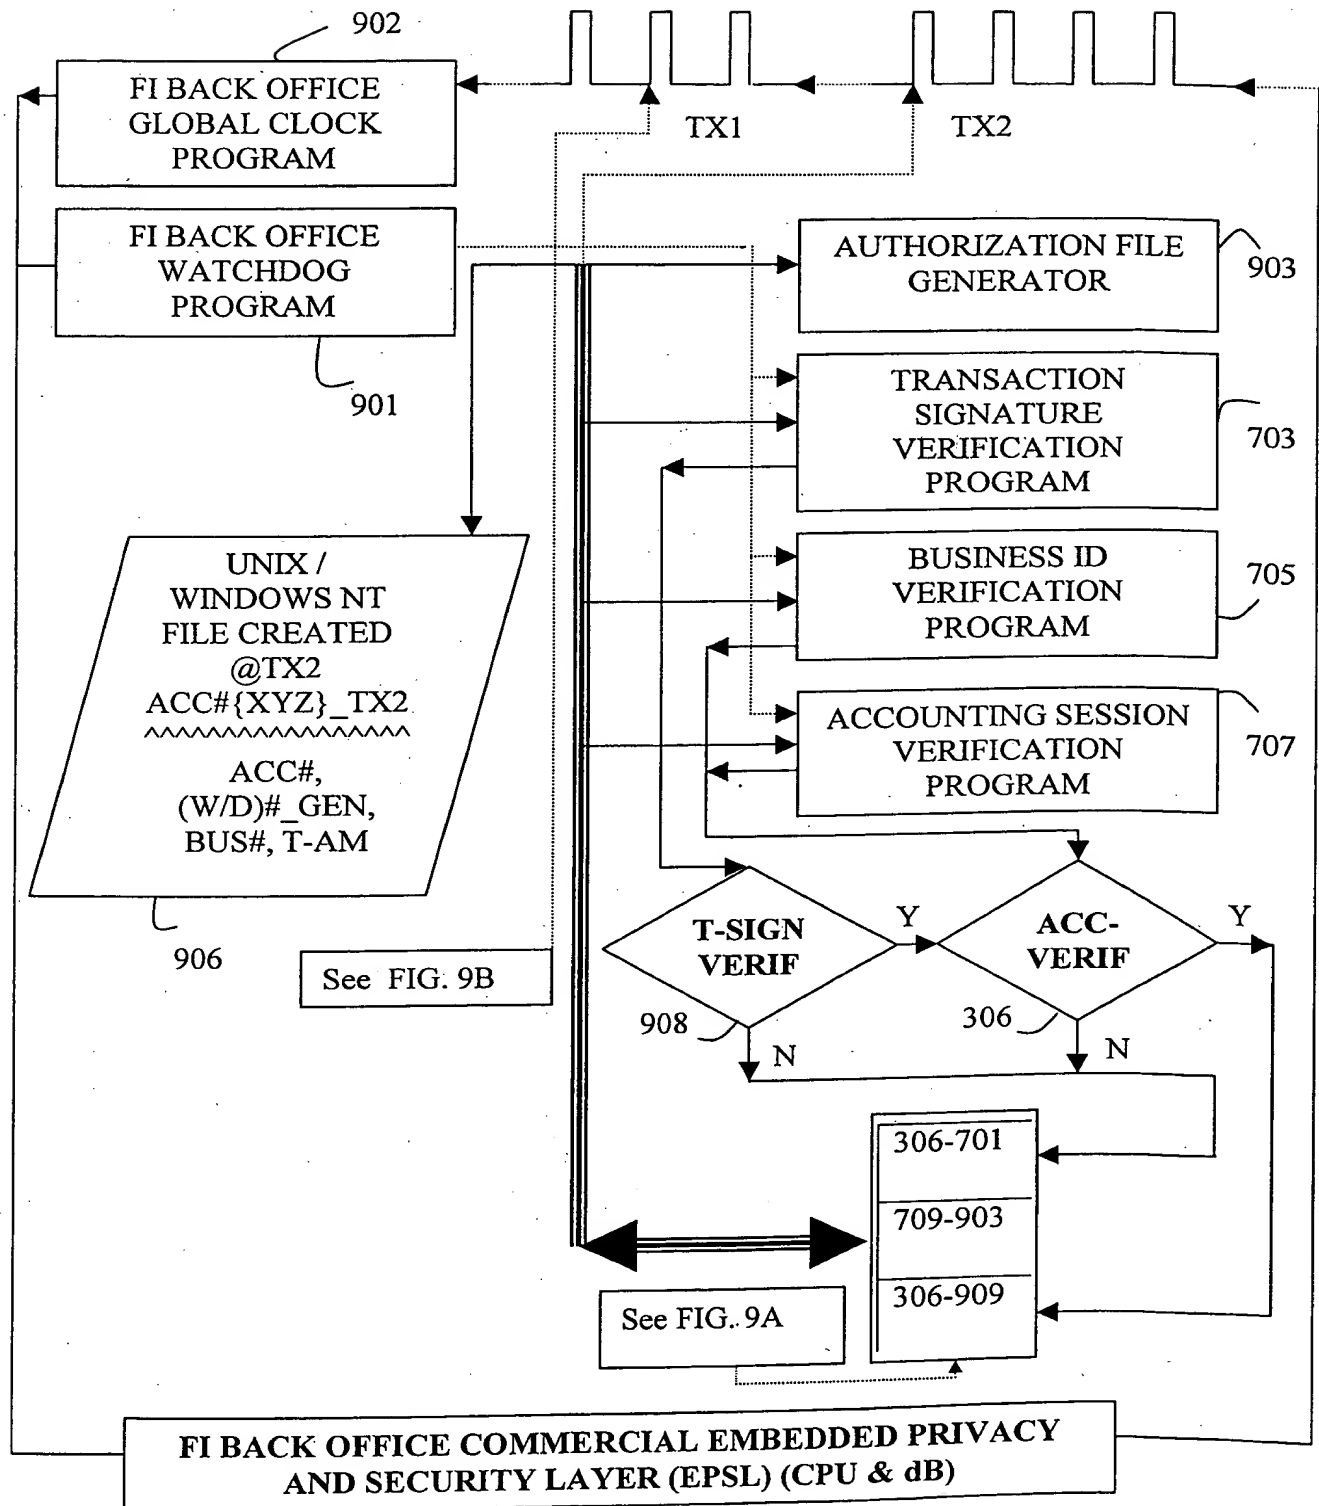 902
FI BACK OFFICE
GLOBAL CLOCK
PROGRAM
TX1
TX2
FI BACK OFFICE
WATCHDOG
PROGRAM
901
AUTHORIZATION FILE
GENERATOR
903
TRANSACTION
SIGNATURE
VERIFICATION
PROGRAM
703
BUSINESS ID
VERIFICATION
PROGRAM
705
ACCOUNTING SESSION
VERIFICATION
PROGRAM
707
UNIX /
WINDOWS NT
FILE CREATED
@TX2
ACC#{XYZ}_TX2
^^^^^^^^^^^^^^^^^
ACC#,
(W/D)#_GEN,
BUS#, T-AM
906
See FIG. 9B
T-SIGN
VERIF
Y
908
N
ACC-
VERIF
Y
306
N
306-701
709-903
306-909
See FIG. 9A
FI BACK OFFICE COMMERCIAL EMBEDDED PRIVACY
AND SECURITY LAYER (EPSL) (CPU & dB)